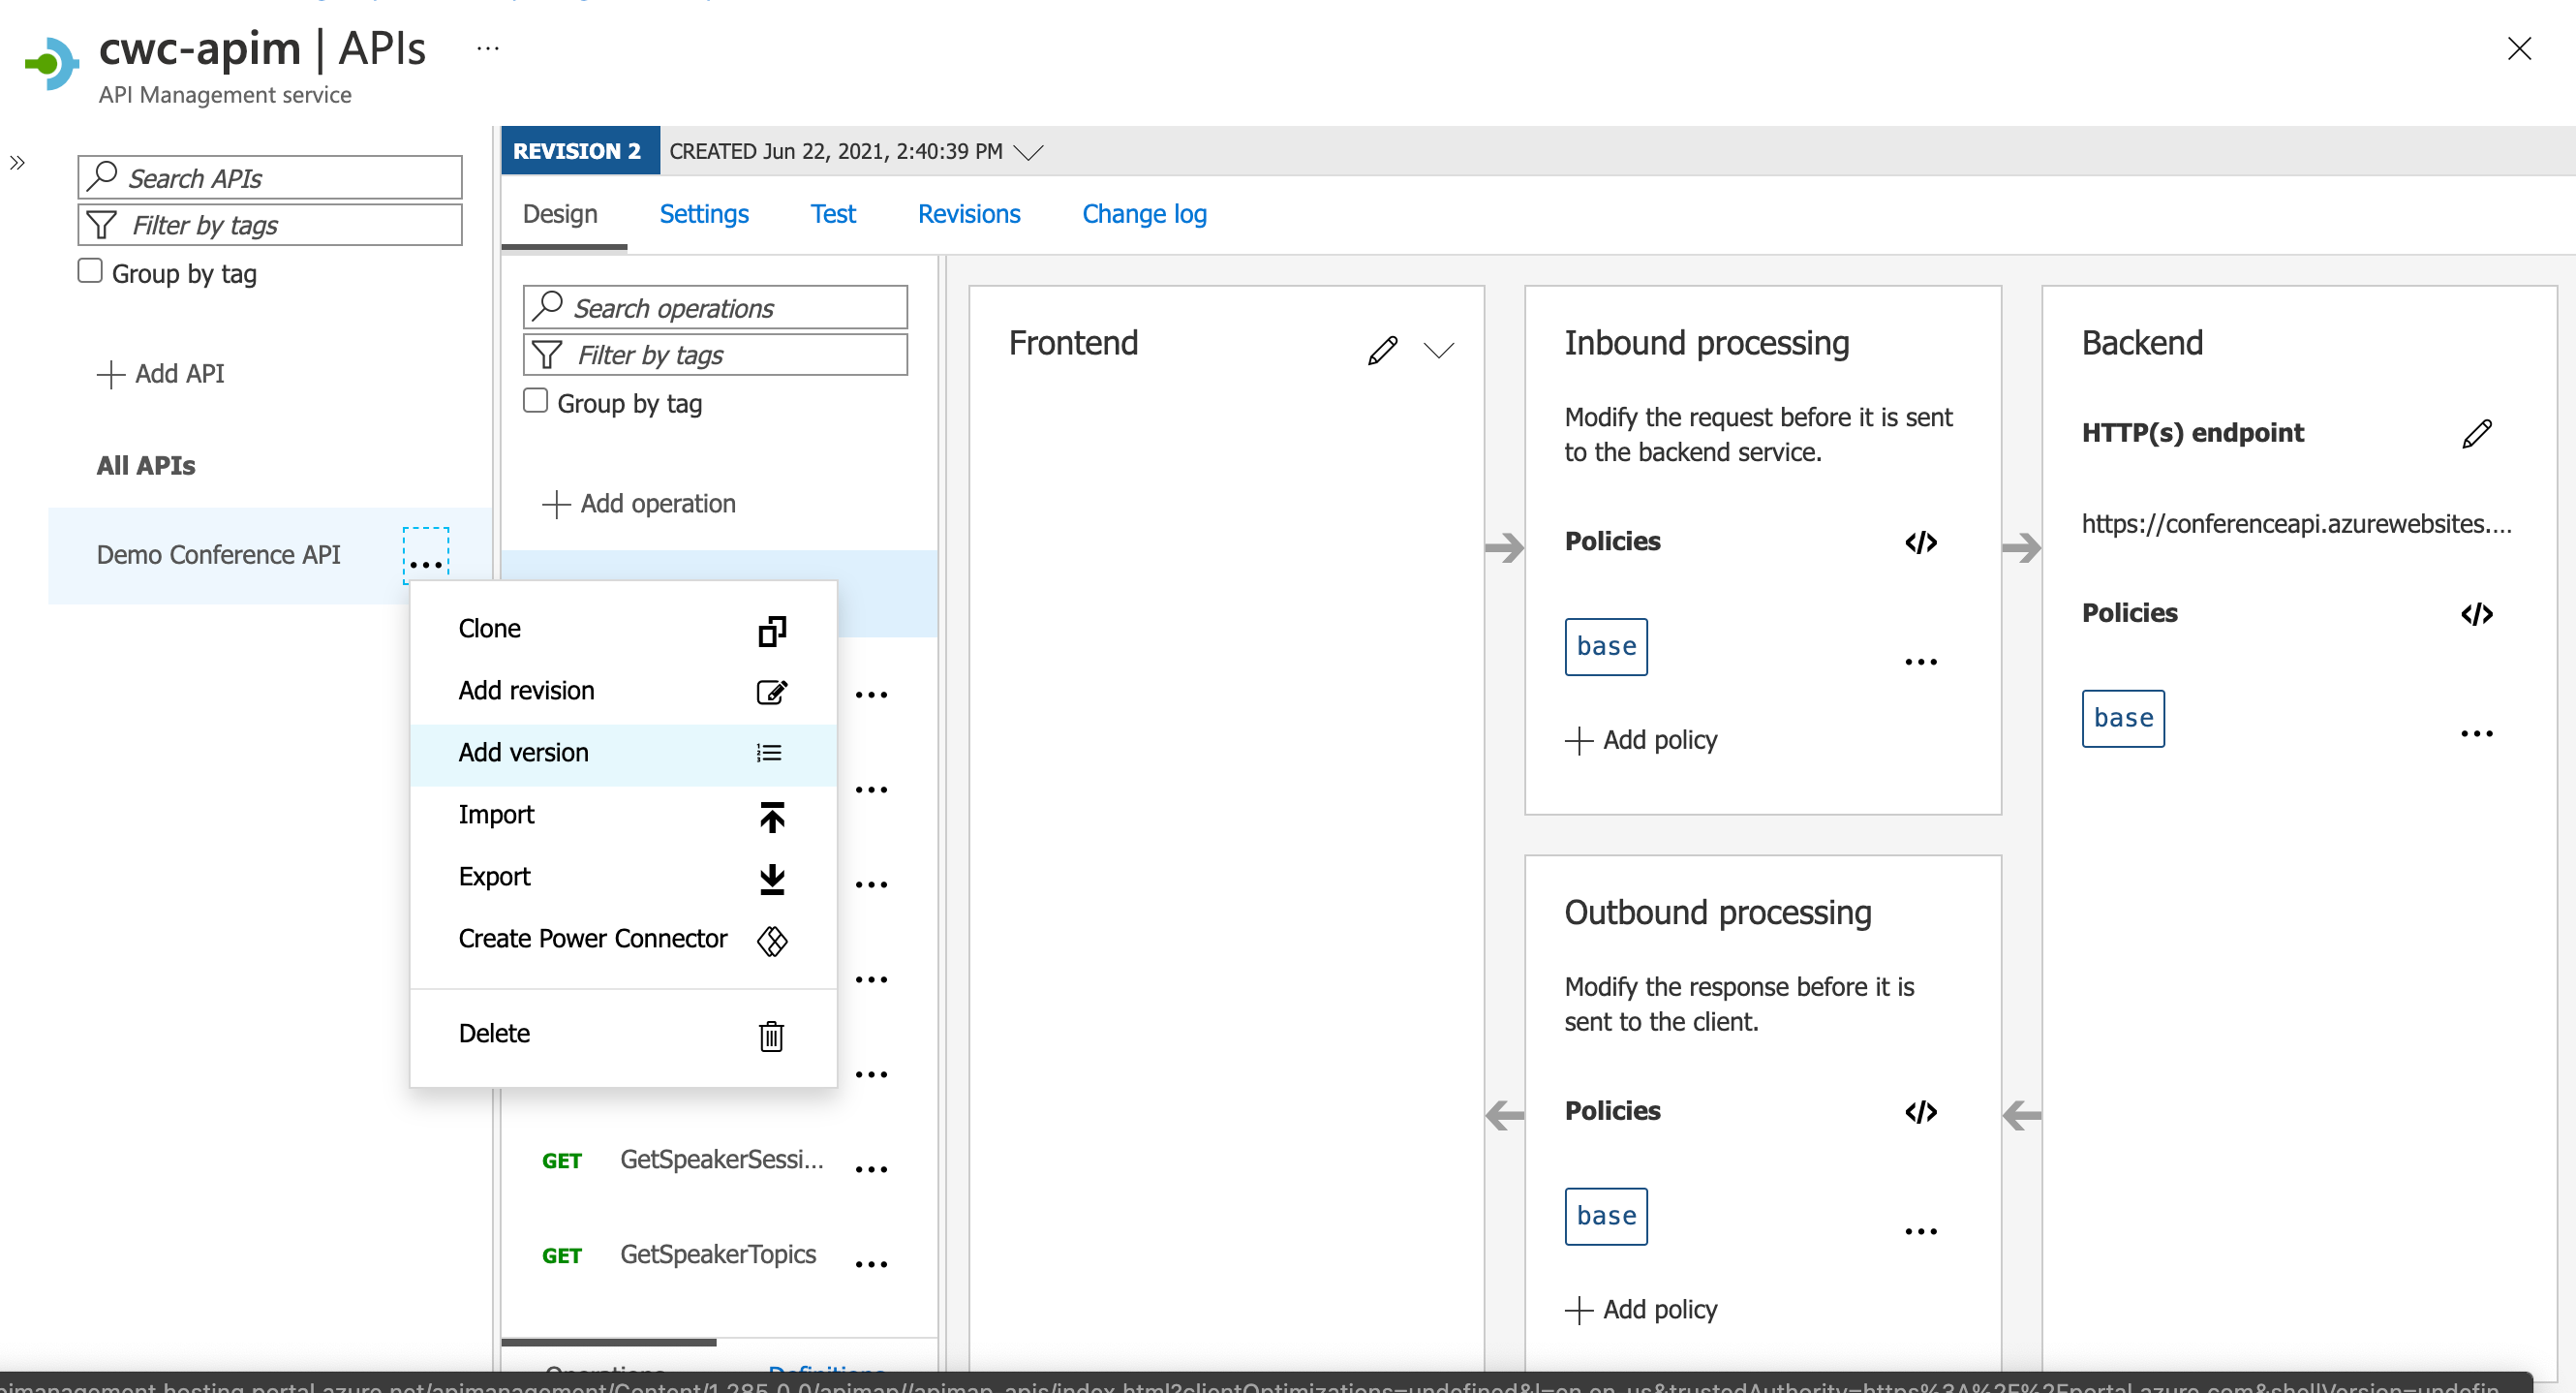 cwc-apim | APIs ...
API Management service
Search APIs
Filter by tags
Group by tag
Add API
All APIs
Demo Conference API
Clone
Add revision
Add version
Import
Export
Create Power Connector
Delete
REVISION 2 CREATED Jun 22, 2021, 2:40:39 PM
Design Settings Test Revisions Change log
Search operations
Filter by tags
Group by tag
Add operation
GET GetSpeakerSessi...
GET GetSpeakerTopics
Operations Definitions
Frontend
Inbound processing
Modify the request before it is sent
to the backend service.
Policies </>
base
Add policy
Outbound processing
Modify the response before it is
sent to the client.
Policies </>
base
Add policy
Backend
HTTP(s) endpoint
https://conferenceapi.azurewebsites....
Policies </>
base